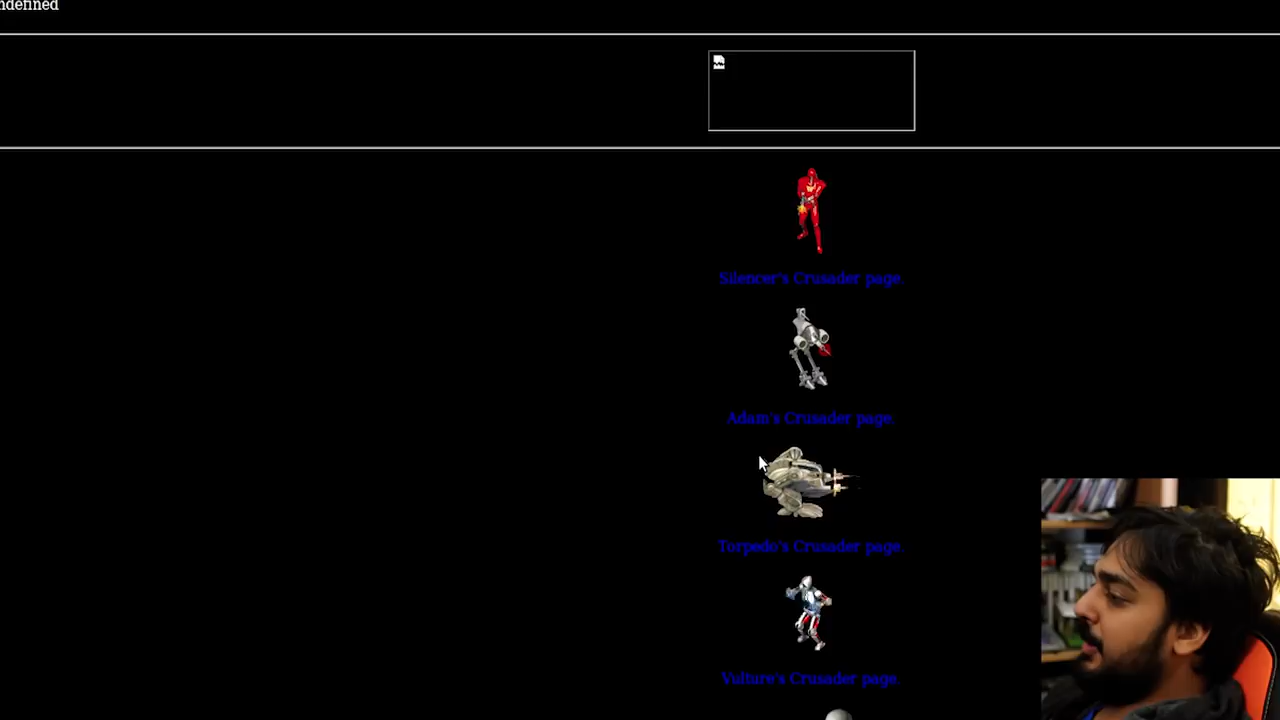 ndefined
Silencer's Crusader page.
Adam's Crusader page.
Torpedo's Crusader page.
Vulture's Crusader page.